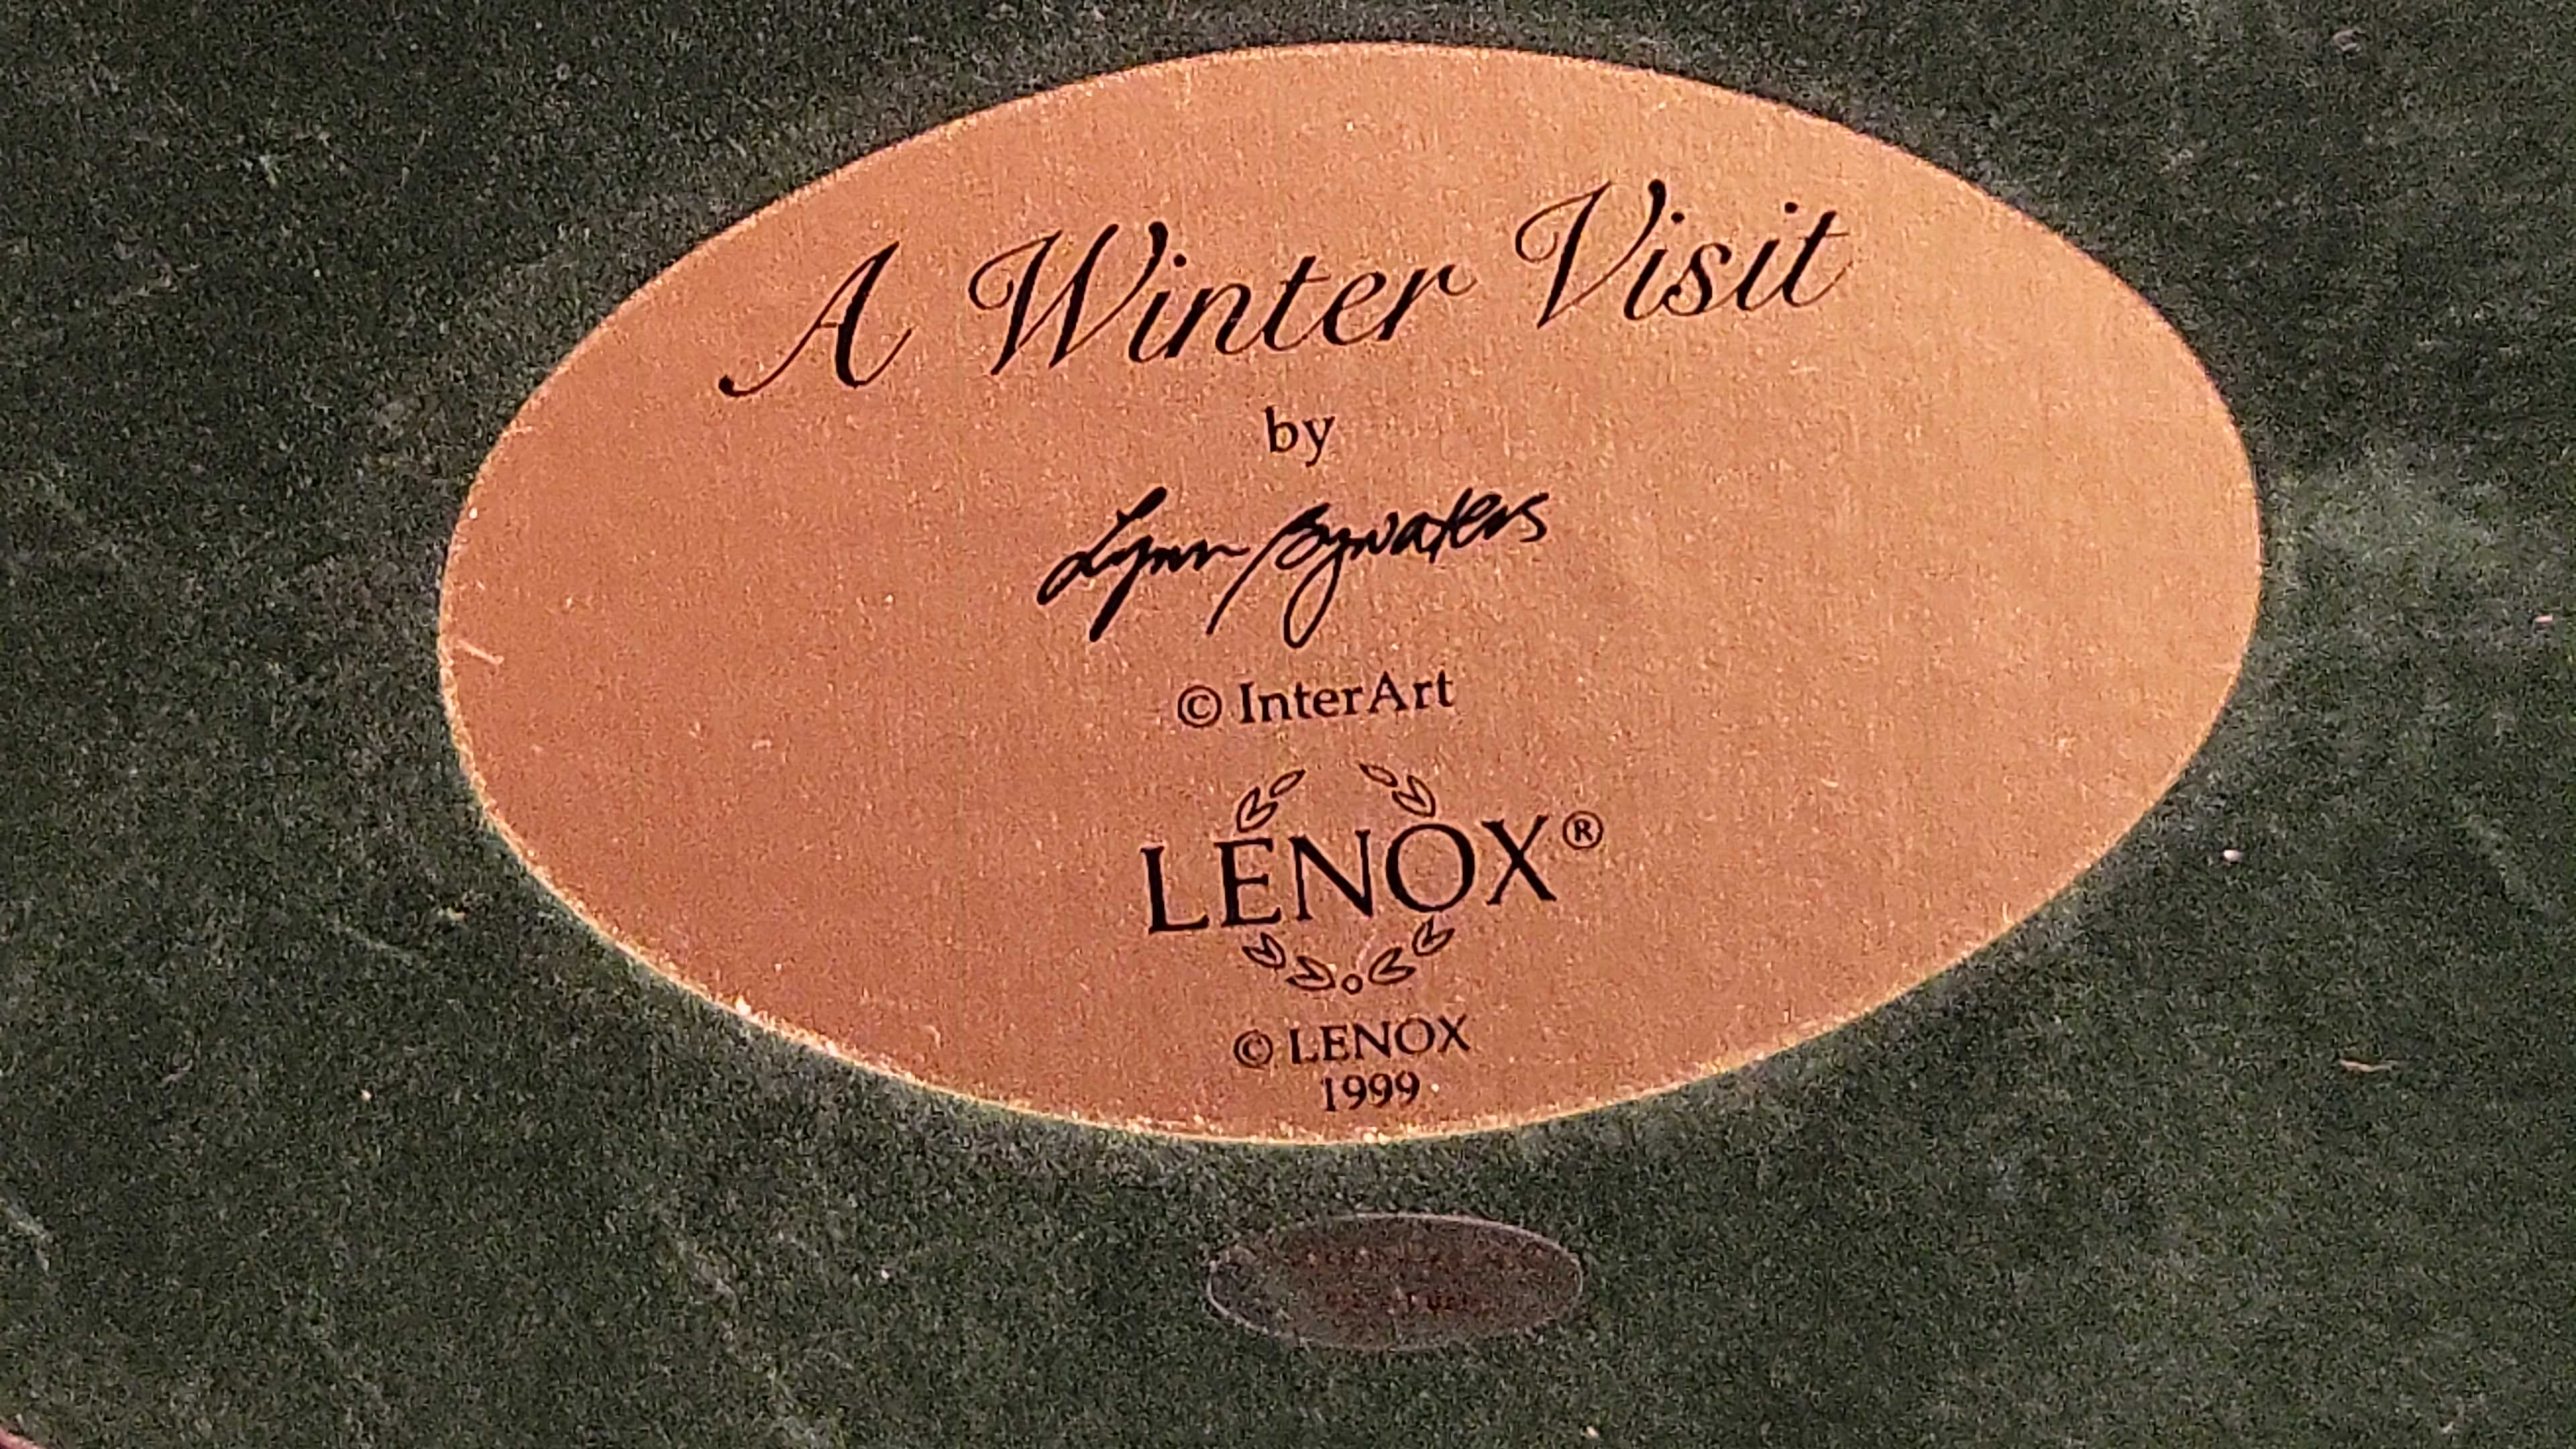 A Winter Visit
by
Lynn Bywaters
© InterArt
LENOX®
© LENOX
1999